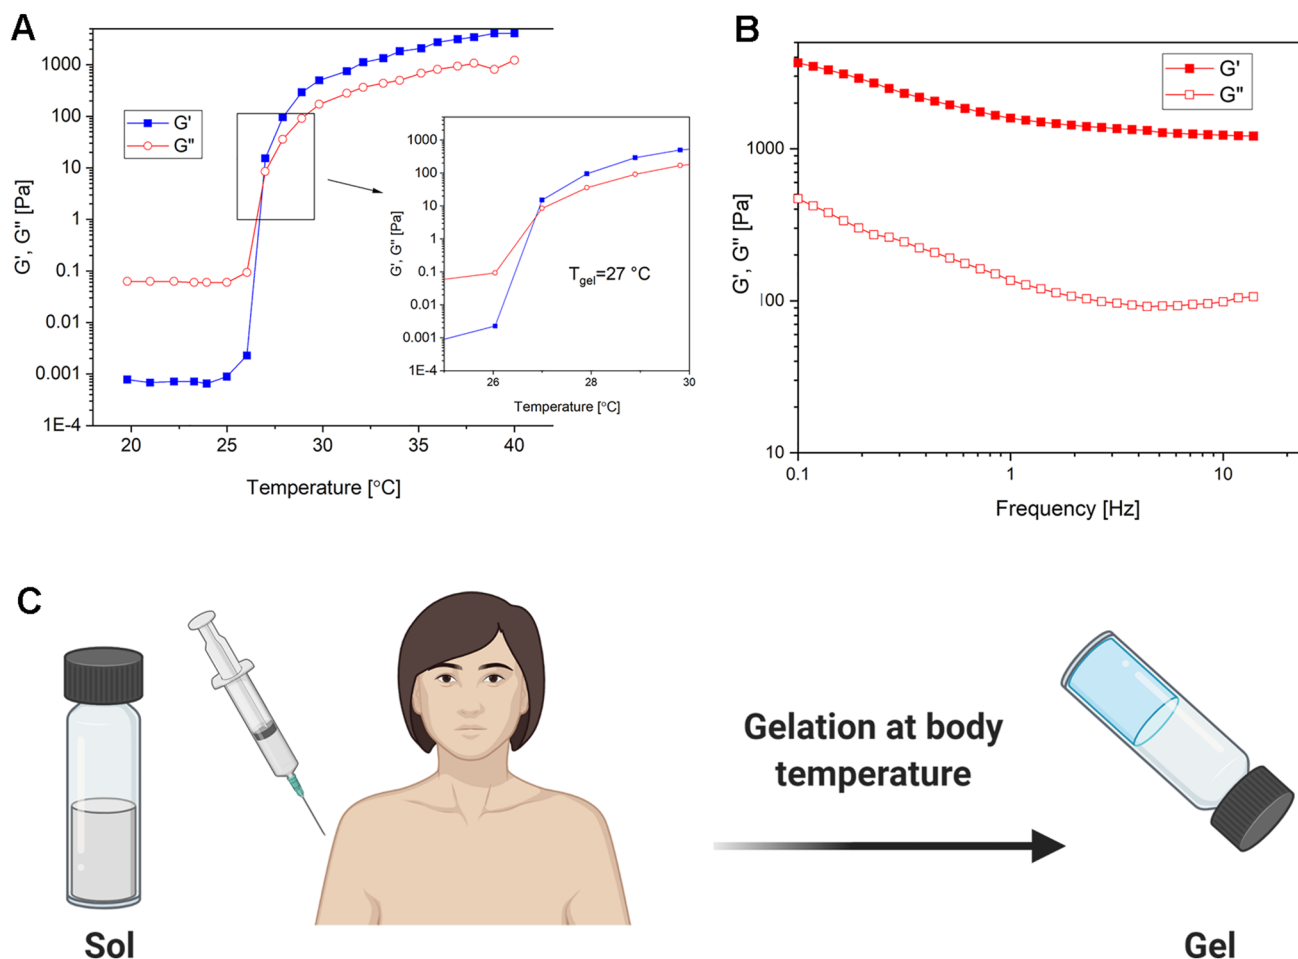 A
G', G" [Pa]
1000
100
10
1
0.1
0.01
0.001
1E-4
G'
G"
20
25
30
35
40
Temperature [°C]
G', G" [Pa]
1000
100
10
1
0.1
0.01
0.001
1E-4
Tgel=27 °C
26
28
30
Temperature [°C]
B
G', G" [Pa]
1000
100
10
G'
G"
0.1
1
10
Frequency [Hz]
C
Sol
Gelation at body
temperature
Gel